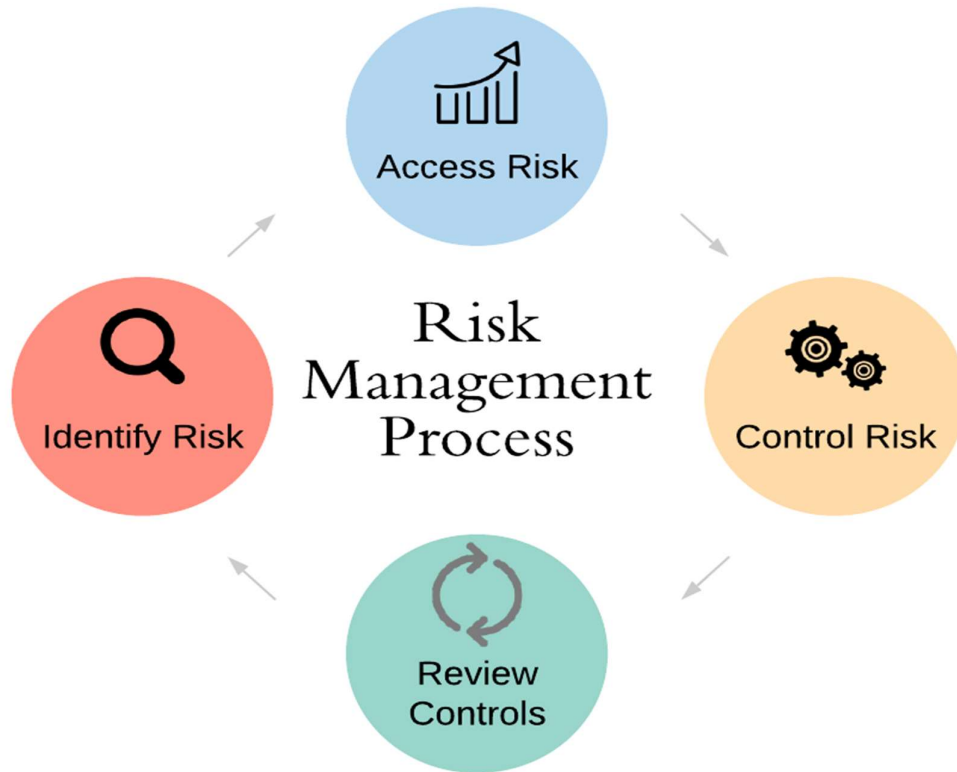 Access Risk
Risk
Management
Process
Identify Risk
Control Risk
Review
Controls